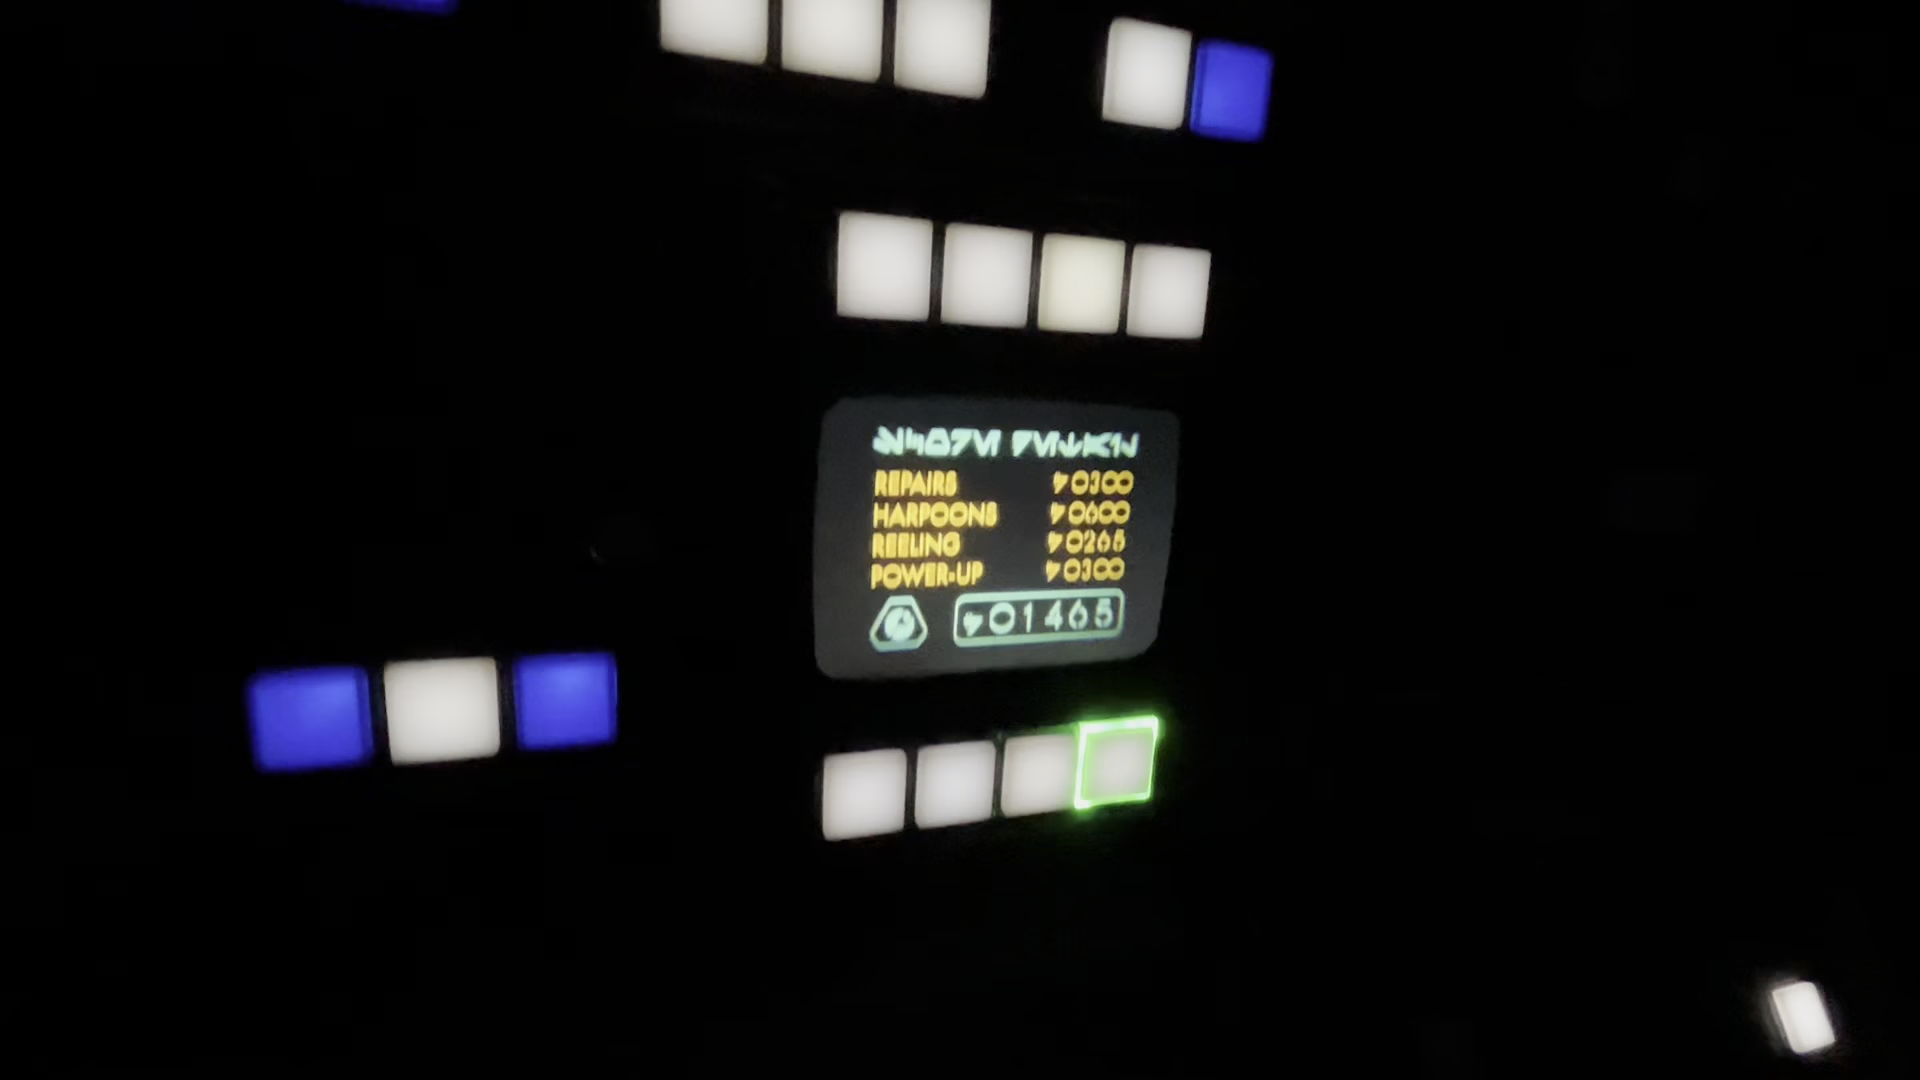 REPAIRS 0300
HARPOONS 0600
REELING 0265
POWER-UP 0300
01465